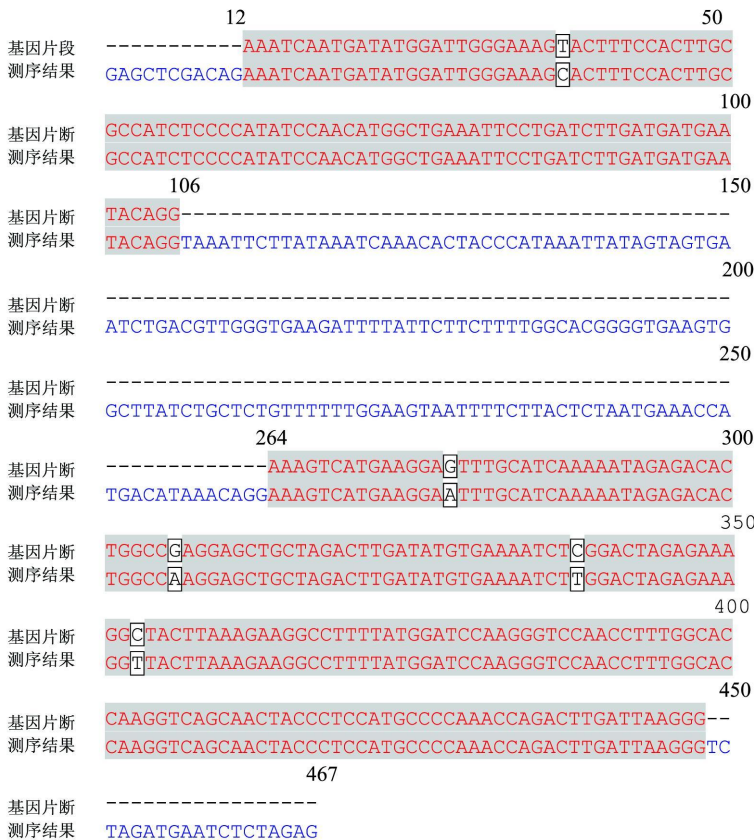 12 50
基因片段 -----------AAATCAATGATATGGATTGGGAAAGTACTTTCCACTTGC
测序结果 GAGCTCGACAGAAATCAATGATATGGATTGGGAAAGCACTTTCCACTTGC
100
基因片断 GCCATCTCCCCATATCCAACATGGCTGAAATTCCTGATCTTGATGATGAA
测序结果 GCCATCTCCCCATATCCAACATGGCTGAAATTCCTGATCTTGATGATGAA
106 150
基因片断 TACAGG--------------------------------------------
测序结果 TACAGGTAAATTCTTATAAATCAAACACTACCCATAAATTATAGTAGTGA
200
基因片断 --------------------------------------------------
测序结果 ATCTGACGTTGGGTGAAGATTTTATTCTTCTTTTGGCACGGGGTGAAGTG
250
基因片断 --------------------------------------------------
测序结果 GCTTATCTGCTCTGTTTTTTGGAAGTAATTTTCTTACTCTAATGAAACCA
264 300
基因片断 -------------AAAGTCATGAAGGAGTTTGCATCAAAAATAGAGACAC
测序结果 TGACATAAACAGGAAAGTCATGAAGGAATTTGCATCAAAAATAGAGACAC
350
基因片断 TGGCCGAGGAGCTGCTAGACTTGATATGTGAAAATCTCGGACTAGAGAAA
测序结果 TGGCCAAGGAGCTGCTAGACTTGATATGTGAAAATCTTGGACTAGAGAAA
400
基因片断 GGCTACTTAAAGAAGGCCTTTTATGGATCCAAGGGTCCAACCTTTGGCAC
测序结果 GGTTACTTAAAGAAGGCCTTTTATGGATCCAAGGGTCCAACCTTTGGCAC
450
基因片断 CAAGGTCAGCAACTACCCTCCATGCCCCAAACCAGACTTGATTAAGGG--
测序结果 CAAGGTCAGCAACTACCCTCCATGCCCCAAACCAGACTTGATTAAGGGTC
467
基因片断 -----------------
测序结果 TAGATGAATCTCTAGAG